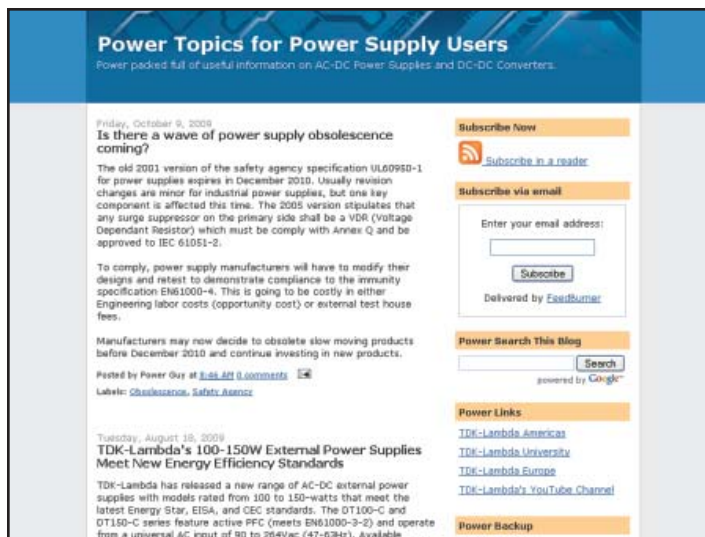 Power Topics for Power Supply Users
Power packed full of useful information on AC-DC Power Supplies and DC-DC Converters.
Friday, October 9, 2009
Is there a wave of power supply obsolescence
coming?
The old 2001 version of the safety agency specification UL60950-1
for power supplies expires in December 2010. Usually revision
changes are minor for industrial power supplies, but one key
component is affected this time. The 2005 version stipulates that
any surge suppressor on the primary side shall be a VDR (Voltage
Dependant Resistor) which must be comply with Annex Q and be
approved to IEC 61051-2.
To comply, power supply manufacturers will have to modify their
designs and retest to demonstrate compliance to the immunity
specification EN61000-4. This is going to be costly in either
Engineering labor costs (opportunity cost) or external test house
fees.
Manufacturers may now decide to obsolete slow moving products
before December 2010 and continue investing in new products.
Posted by Power Guy at 8:46 AM 0 comments
Labels: Obsolescence, Safety Agency
Tuesday, August 18, 2009
TDK-Lambda's 100-150W External Power Supplies
Meet New Energy Efficiency Standards
TDK-Lambda has released a new range of AC-DC external power
supplies with models rated from 100 to 150-watts that meet the
latest Energy Star, EISA, and CEC standards. The DT100-C and
DT150-C series feature active PFC (meets EN61000-3-2) and operate
from a universal AC input of 90 to 264Vac (47-63Hz). Available
Subscribe Now
Subscribe in a reader
Subscribe via email
Enter your email address:
Subscribe
Delivered by FeedBurner
Power Search This Blog
Search
powered by Google™
Power Links
TDK-Lambda Americas
TDK-Lambda University
TDK-Lambda Europe
TDK-Lambda's YouTube Channel
Power Backup